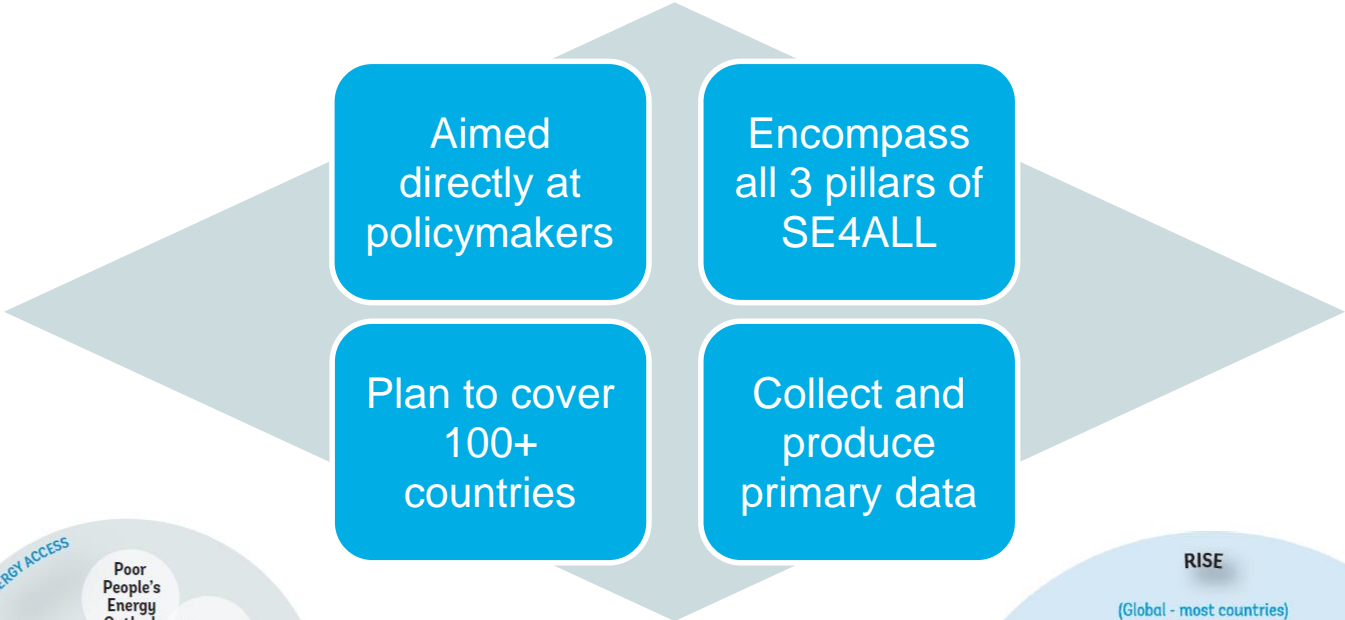 Aimed
directly at
policymakers
Encompass
all 3 pillars of
SE4ALL
Plan to cover
100+
countries
Collect and
produce
primary data
ACCESS
Poor
People's
Energy
RISE
(Global - most countries)